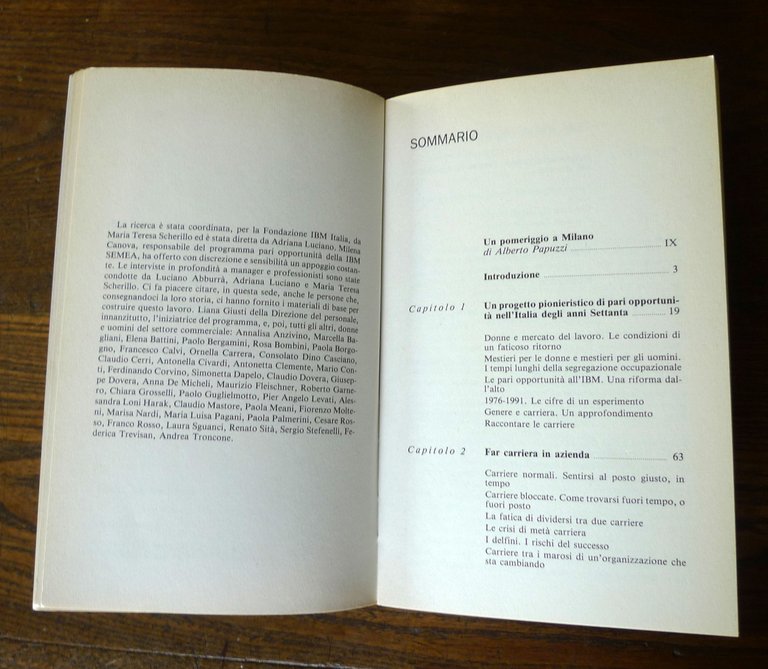 La ricerca è stata coordinata, per la Fondazione IBM Italia, da
Maria Teresa Scherillo ed è stata diretta da Adriana Luciano. Milena
Canova, responsabile del programma pari opportunità della IBM
SEMEA, ha offerto con discrezione e sensibilità un appoggio costan-
te. Le interviste in profondità a manager e professionisti sono state
condotte da Luciano Abburrà, Adriana Luciano e Maria Teresa
Scherillo. Ci fa piacere citare, in questa sede, anche le persone che,
consegnandoci la loro storia, ci hanno fornito i materiali di base per
costruire questo lavoro. Liana Giusti della Direzione del personale,
innanzitutto, l'iniziatrice del programma, e, poi, tutti gli altri, donne
e uomini del settore commerciale: Annalisa Anzivino, Marcella Ba-
gliani, Elena Battini, Paolo Bergamini, Rosa Bombini, Paola Borgo-
gno, Francesco Calvi, Ornella Carrera, Consolato Dino Casciano,
Claudio Cerri, Antonella Civardi, Antonetta Clemente, Mario Con-
ti, Ferdinando Corvino, Simonetta Dapelo, Claudio Dovera, Giusep-
pe Dovera, Anna De Micheli, Maurizio Fleischner, Roberto Garne-
ro, Chiara Grosselli, Paolo Guglielmotto, Pier Angelo Levati, Ales-
sandra Loni Harak, Claudio Mastore, Paola Meani, Fiorenzo Molte-
ni, Marisa Nardi, Maria Luisa Pagani, Paola Palmerini, Cesare Ros-
so, Franco Rosso, Laura Sguanci, Renato Sità, Sergio Stefenelli, Fe-
derica Trevisan, Andrea Troncone.
SOMMARIO
Un pomeriggio a Milano
di Alberto Papuzzi IX
Introduzione 3
Capitolo 1 Un progetto pionieristico di pari opportuni-
tà nell'Italia degli anni Settanta 19
Donne e mercato del lavoro. Le condizioni di
un faticoso ritorno
Mestieri per le donne e mestieri per gli uomini.
I tempi lunghi della segregazione occupazionale
Le pari opportunità all'IBM. Una riforma dal-
l'alto
1976-1991. Le cifre di un esperimento
Genere e carriera. Un approfondimento
Raccontare le carriere
Capitolo 2 Far carriera in azienda 63
Carriere normali. Sentirsi al posto giusto, in
tempo
Carriere bloccate. Come trovarsi fuori tempo, o
fuori posto
La fatica di dividersi tra due carriere
Le crisi di metà carriera
I delfini. I rischi del successo
Carriere tra i marosi di un'organizzazione che
sta cambiando